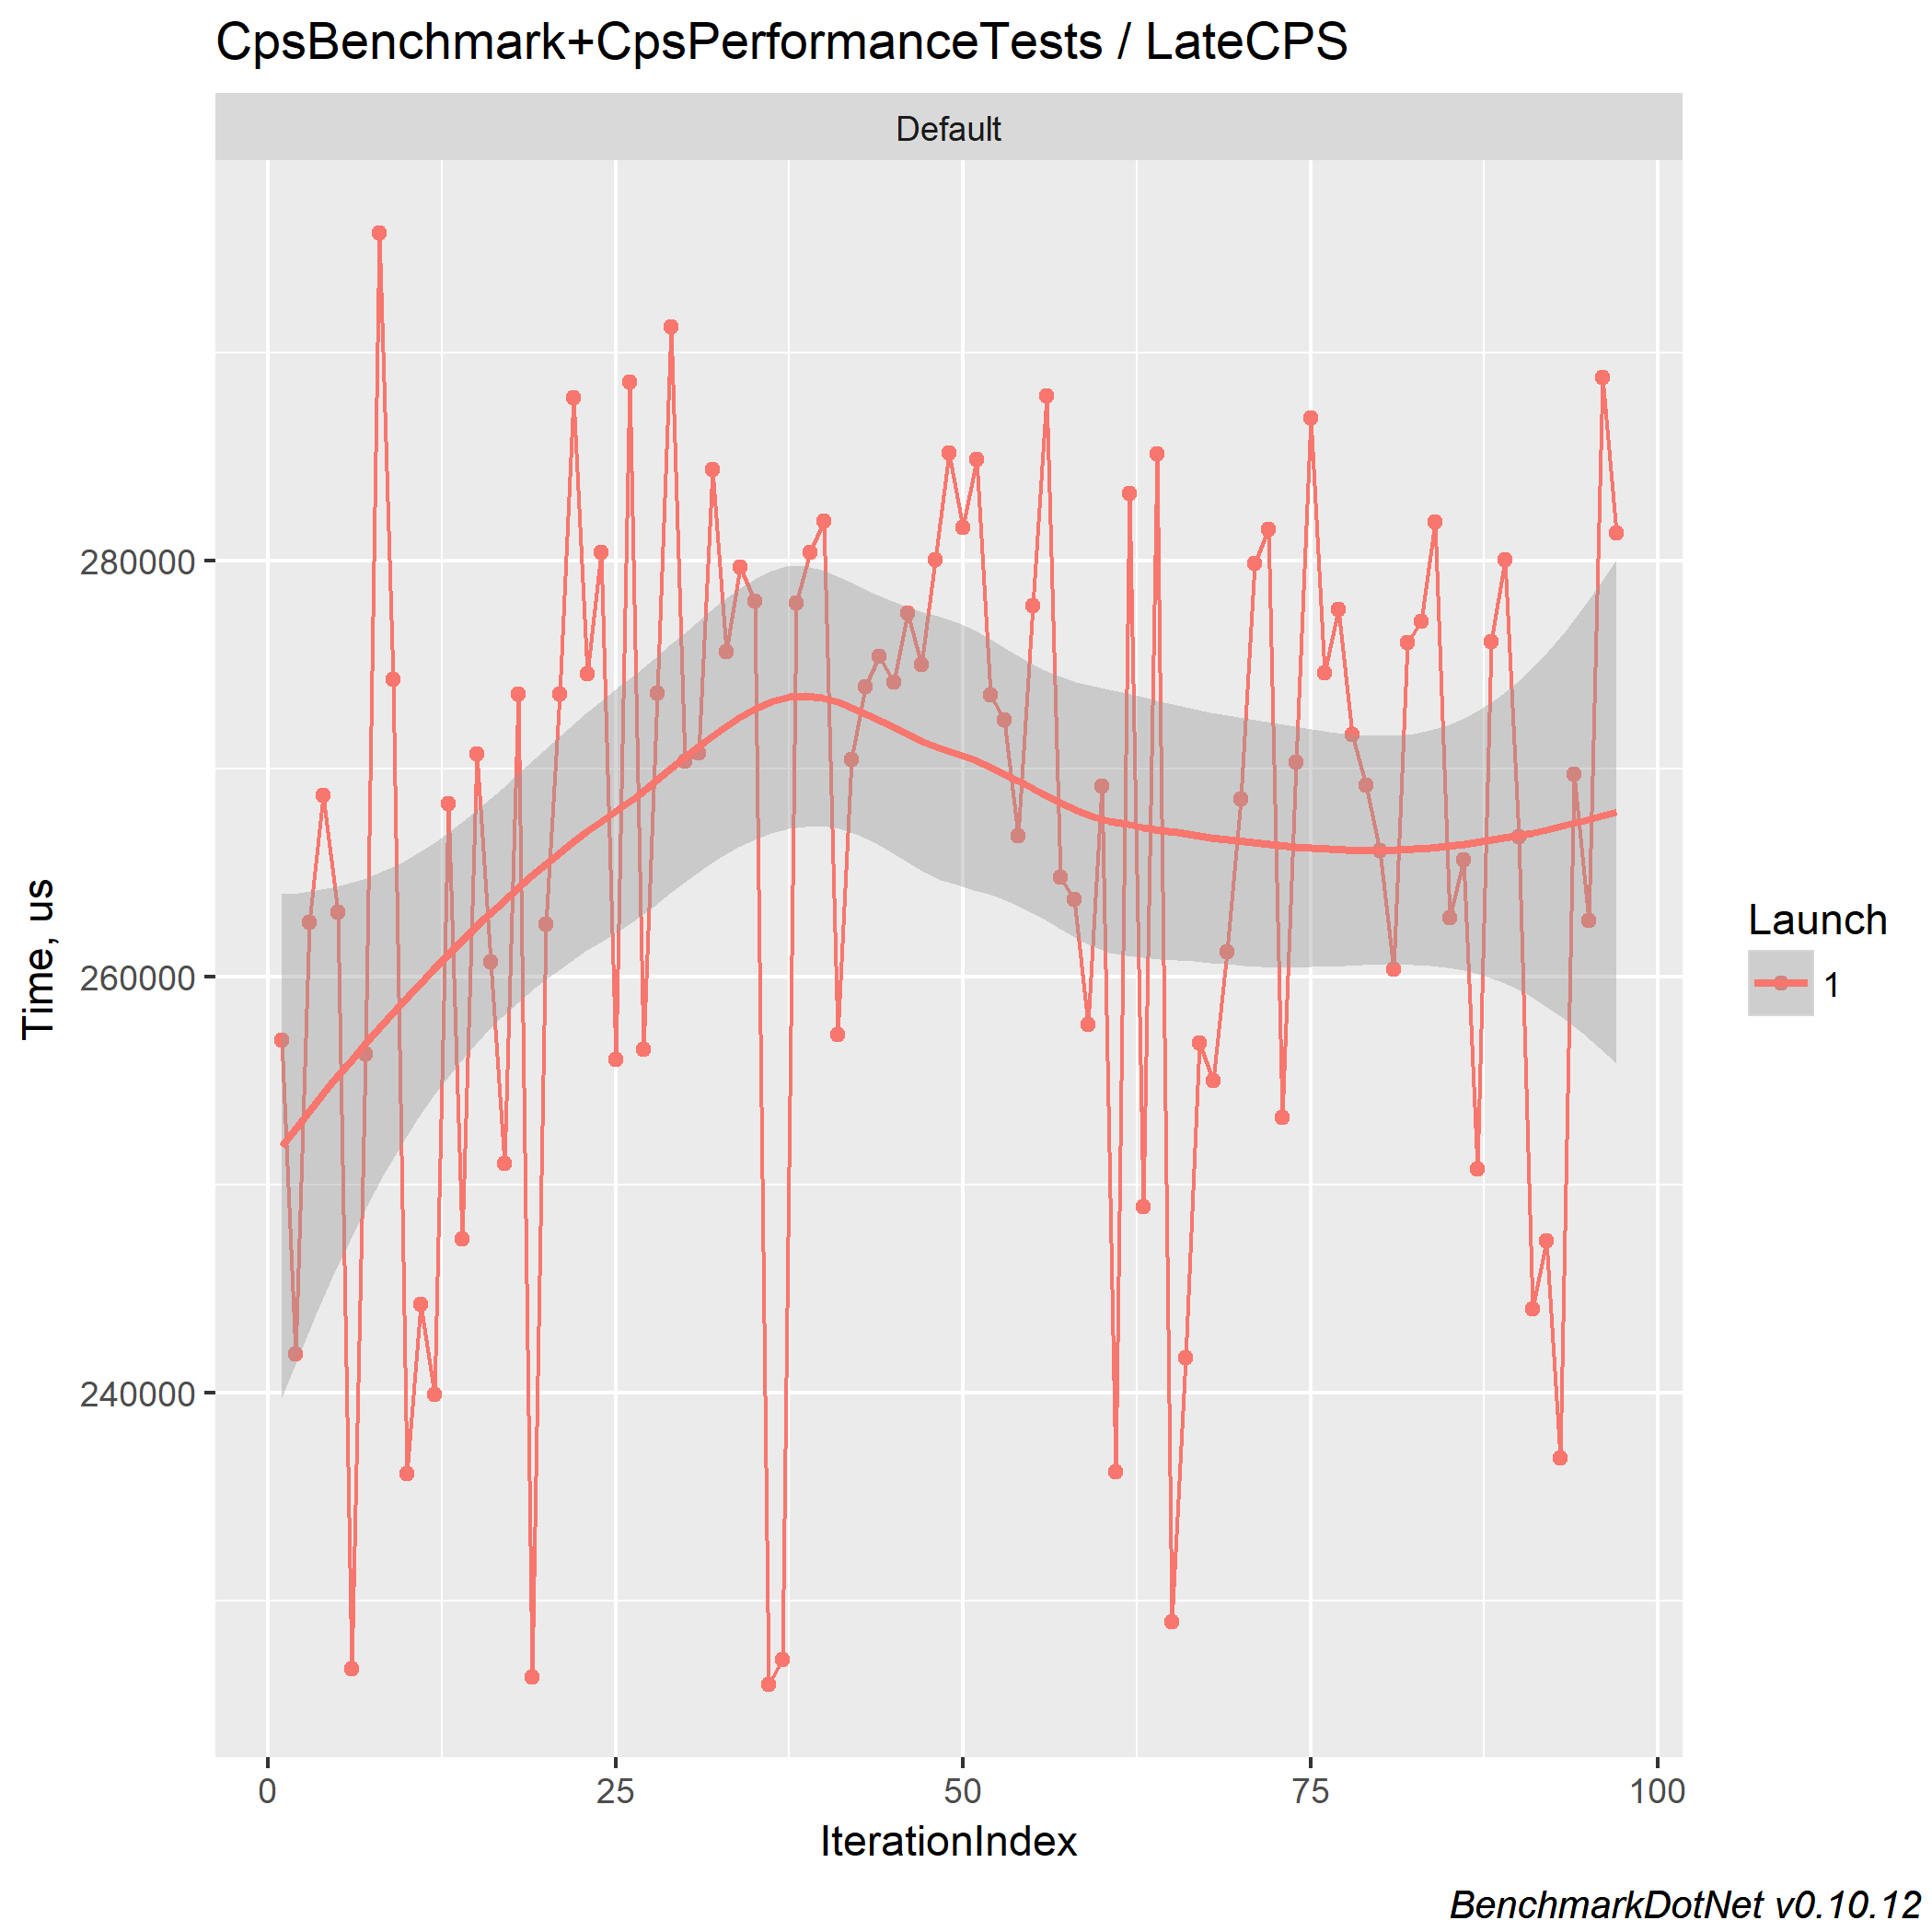 CpsBenchmark+CpsPerformanceTests / LateCPS
Default
Time, us
280000
260000
240000
0 25 50 75 100
IterationIndex
Launch
1
BenchmarkDotNet v0.10.12